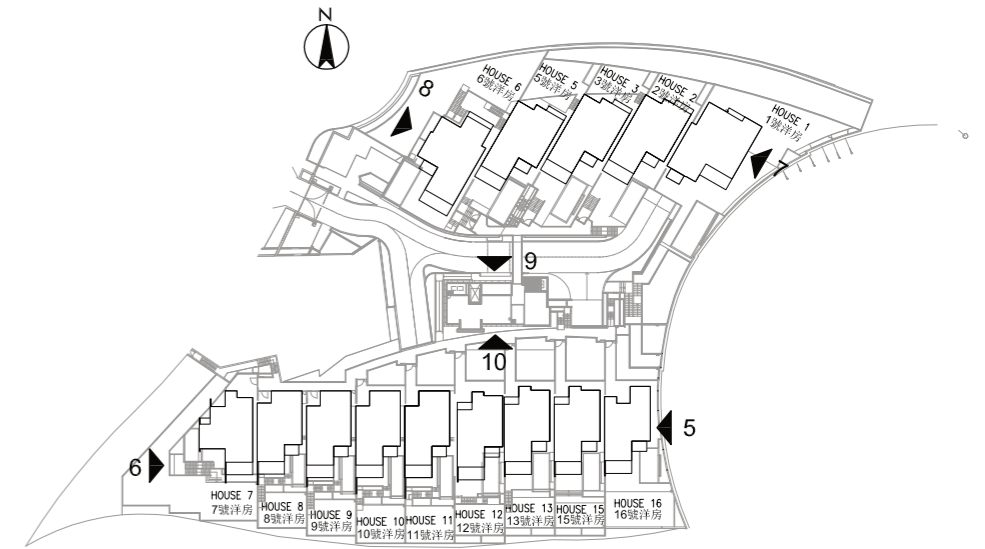 N
8
HOUSE 6
6號洋房
HOUSE 5
5號洋房
HOUSE 3
3號洋房
HOUSE 2
2號洋房
HOUSE 1
1號洋房
7
9
10
5
6
HOUSE 7
7號洋房
HOUSE 8
8號洋房
HOUSE 9
9號洋房
HOUSE 10
10號洋房
HOUSE 11
11號洋房
HOUSE 12
12號洋房
HOUSE 13
13號洋房
HOUSE 15
15號洋房
HOUSE 16
16號洋房